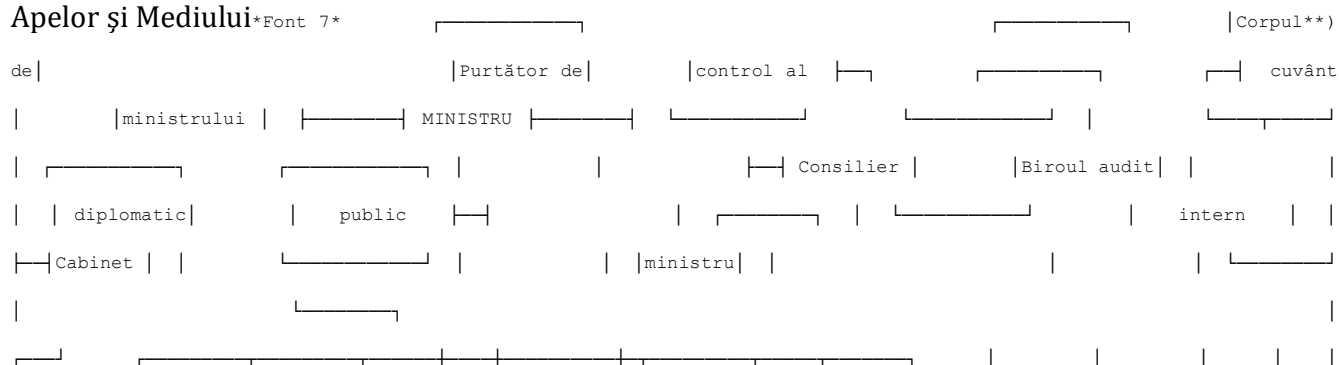 Apelor şi Mediului*Font 7* ┌─────────────┐ ┌────────────┐ │Corpul**)
de│ │Purtător de│ │control al ├──┐ ┌───────────┐ ┌──┤ cuvânt
│ │ministrului │ ├─────────┤ MINISTRU ├─────────┤ └────────────┘ └─────────────┘ │ └─────┬──────┘
│ ┌────────────┐ ┌─────────────┐ │ │ ├──┤ Consilier │ │Biroul audit│ │ │
│ │ diplomatic│ │ public ├──┤ │ ┌─────────┐ │ └────────────┘ │ intern │ │
├──┤Cabinet │ │ └─────────────┘ │ │ │ministru│ │ │ │ └─────────┘
│ └─────────┐ │
┌───┘ ┌──────────┬──────────┬───────┼─────┼───────────┼─┬──────────┬──────┬────────┐ │ │ │ │ │